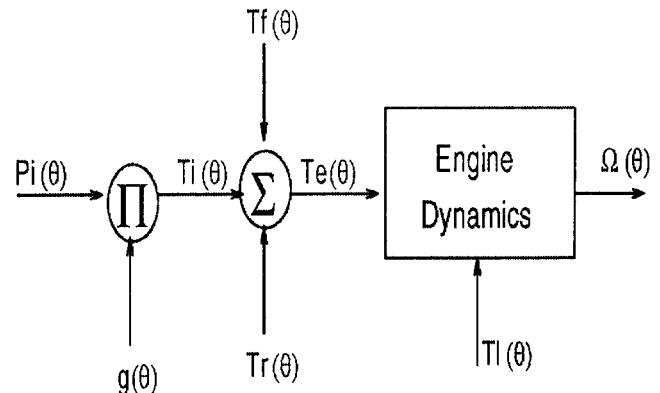 Tf(θ)
Pi(θ)
∏
Ti(θ)
Σ
Te(θ)
Engine
Dynamics
Ω(θ)
g(θ)
Tr(θ)
Tl(θ)